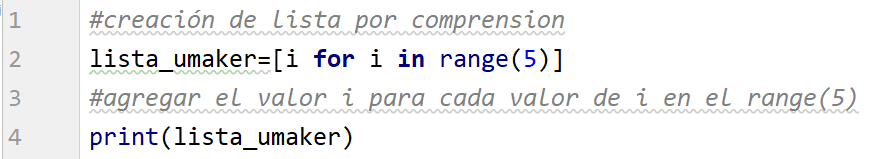 1 #creación de lista por comprension
2 lista_umaker=[i for i in range(5)]
3 #agregar el valor i para cada valor de i en el range(5)
4 print(lista_umaker)